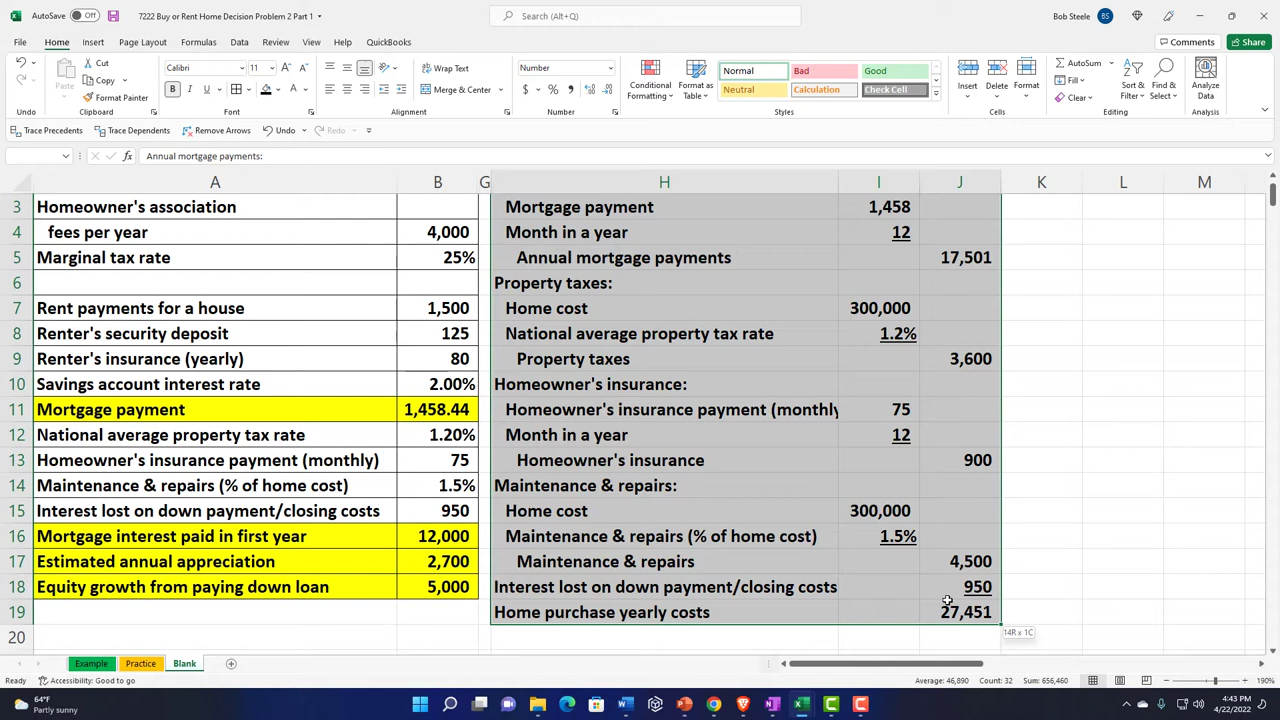 AutoSave Off 7222 Buy or Rent Home Decision Problem 2 Part 1 Search (Alt+Q) Bob Steele BS
File Home Insert Page Layout Formulas Data Review View Help QuickBooks Comments Share
Cut
Copy
Format Painter
Paste
Calibri 11
Wrap Text
Merge & Center
Number
Conditional Formatting
Format as Table
Normal Bad Good
Neutral Calculation Check Cell
Insert Delete Format
AutoSum
Fill
Clear
Sort & Filter
Find & Select
Analyze Data
Undo Clipboard Font Alignment Number Styles Cells Editing Analysis
Trace Precedents Trace Dependents Remove Arrows Undo Redo
fx Annual mortgage payments:
A B G H I J K L M
3 Homeowner's association Mortgage payment 1,458
4 fees per year 4,000 Month in a year 12
5 Marginal tax rate 25% Annual mortgage payments 17,501
6 Property taxes:
7 Rent payments for a house 1,500 Home cost 300,000
8 Renter's security deposit 125 National average property tax rate 1.2%
9 Renter's insurance (yearly) 80 Property taxes 3,600
10 Savings account interest rate 2.00% Homeowner's insurance:
11 Mortgage payment 1,458.44 Homeowner's insurance payment (monthly 75
12 National average property tax rate 1.20% Month in a year 12
13 Homeowner's insurance payment (monthly) 75 Homeowner's insurance 900
14 Maintenance & repairs (% of home cost) 1.5% Maintenance & repairs:
15 Interest lost on down payment/closing costs 950 Home cost 300,000
16 Mortgage interest paid in first year 12,000 Maintenance & repairs (% of home cost) 1.5%
17 Estimated annual appreciation 2,700 Maintenance & repairs 4,500
18 Equity growth from paying down loan 5,000 Interest lost on down payment/closing costs 950
19 Home purchase yearly costs 27,451
20
14R x 1C
Example Practice Blank
Ready Accessibility: Good to go Average: 46,890 Count: 32 Sum: 656,460 190%
64°F
Partly sunny
4:43 PM
4/22/2022